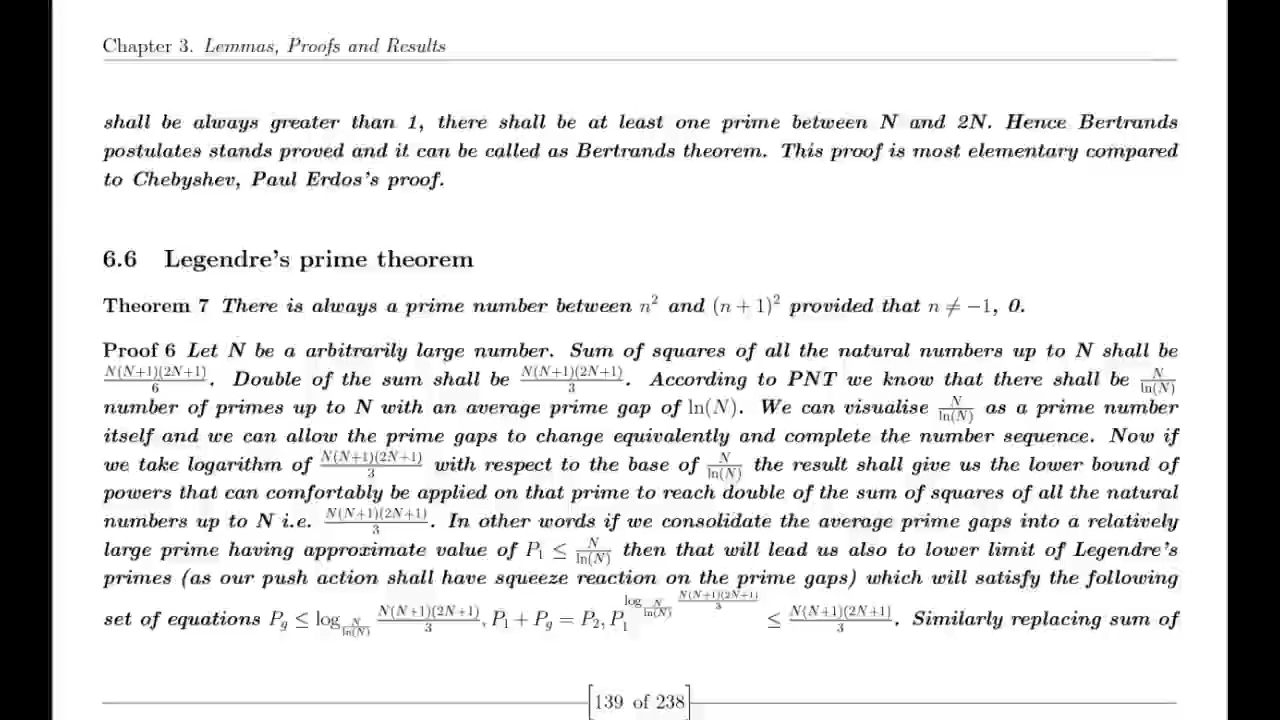 Chapter 3. Lemmas, Proofs and Results
shall be always greater than 1, there shall be at least one prime between N and 2N. Hence Bertrands
postulates stands proved and it can be called as Bertrands theorem. This proof is most elementary compared
to Chebyshev, Paul Erdos's proof.
6.6 Legendre's prime theorem
Theorem 7 There is always a prime number between n² and (n + 1)² provided that n ≠ −1, 0.
Proof 6 Let N be a arbitrarily large number. Sum of squares of all the natural numbers up to N shall be
N(N+1)(2N+1)/6. Double of the sum shall be N(N+1)(2N+1)/3. According to PNT we know that there shall be N/ln(N)
number of primes up to N with an average prime gap of ln(N). We can visualise N/ln(N) as a prime number
itself and we can allow the prime gaps to change equivalently and complete the number sequence. Now if
we take logarithm of N(N+1)(2N+1)/3 with respect to the base of N/ln(N) the result shall give us the lower bound of
powers that can comfortably be applied on that prime to reach double of the sum of squares of all the natural
numbers up to N i.e. N(N+1)(2N+1)/3. In other words if we consolidate the average prime gaps into a relatively
large prime having approximate value of P₁ ≤ N/ln(N) then that will lead us also to lower limit of Legendre's
primes (as our push action shall have squeeze reaction on the prime gaps) which will satisfy the following
set of equations P_g ≤ log_{N/ln(N)} N(N+1)(2N+1)/3, P₁ + P_g = P₂, P₁^{log_{N/ln(N)} N(N+1)(2N+1)/3} ≤ N(N+1)(2N+1)/3. Similarly replacing sum of
139 of 238